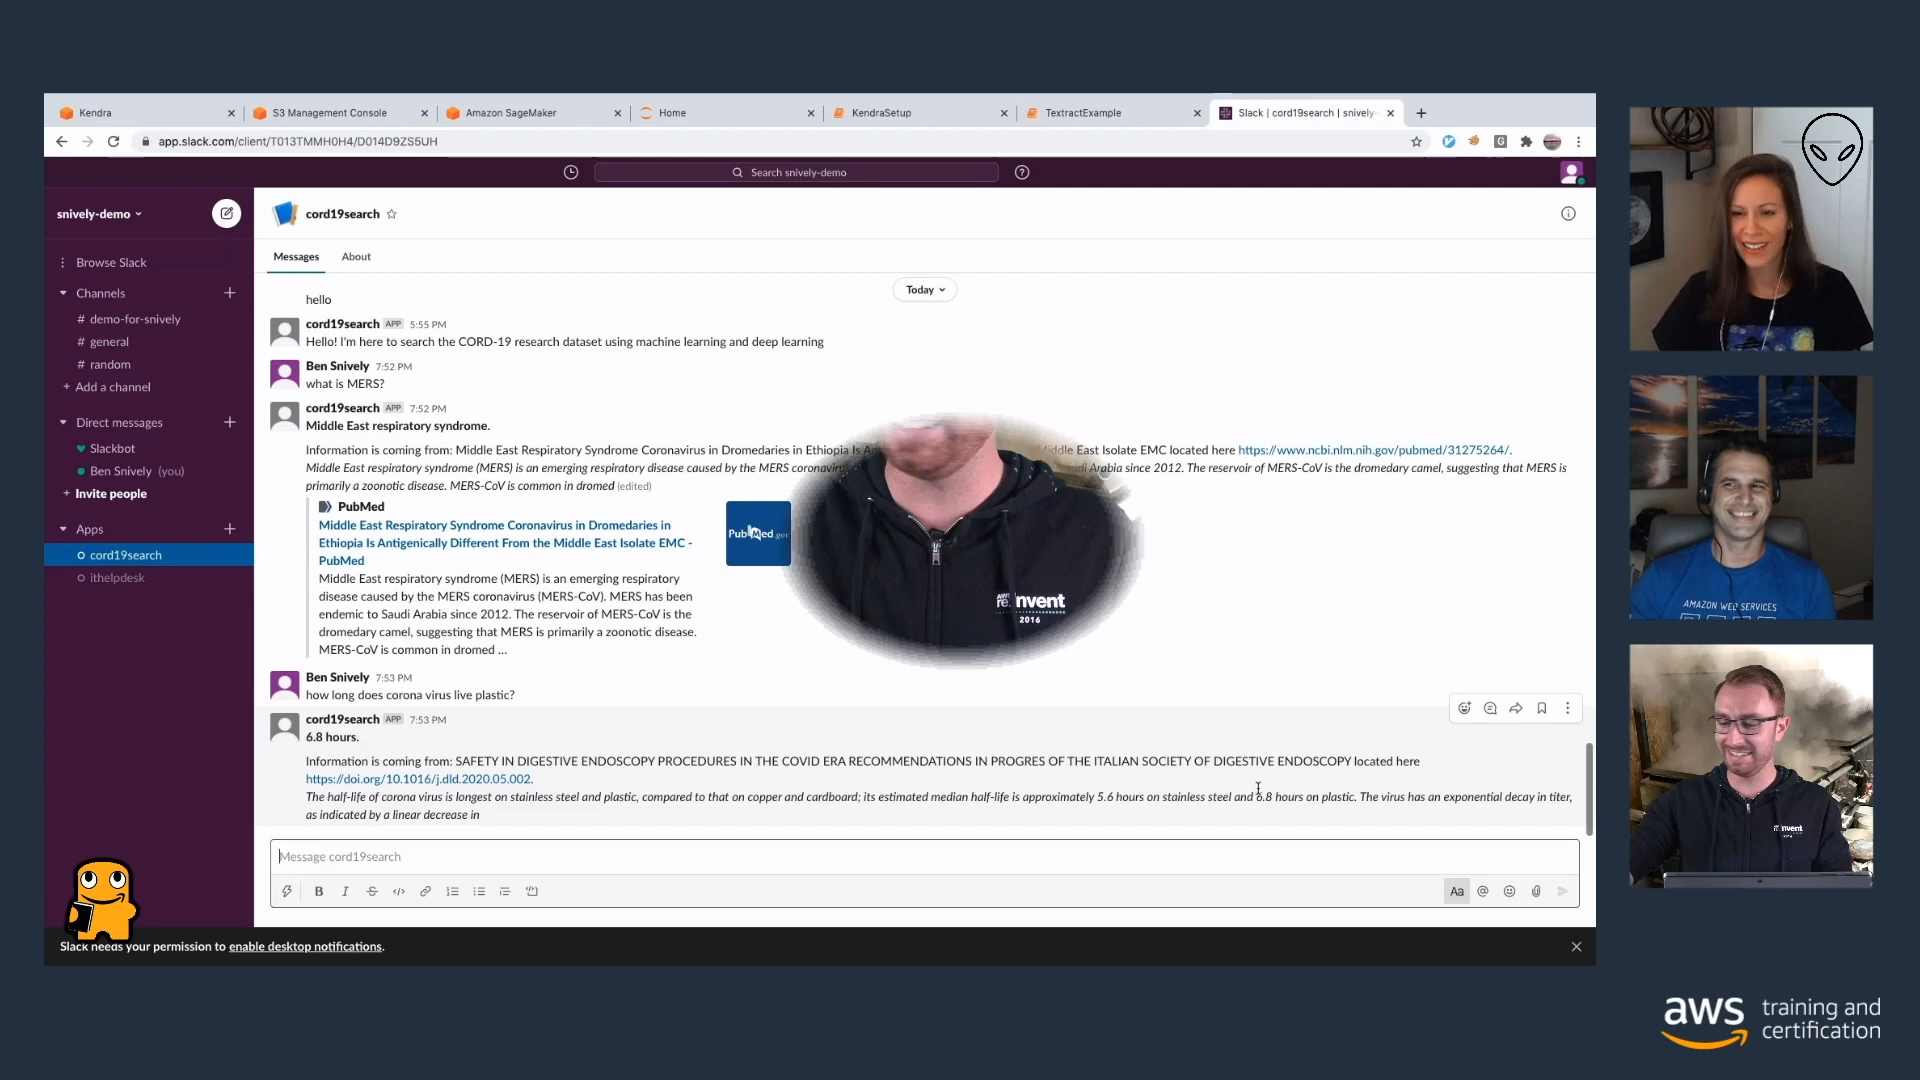 Kendra
S3 Management Console
Amazon SageMaker
Home
KendraSetup
TextractExample
Slack | cord19search | snively-
app.slack.com/client/T013TMMH0H4/D014D9ZS5UH
Search snively-demo
snively-demo
Browse Slack
Channels
# demo-for-snively
# general
# random
+ Add a channel
Direct messages
Slackbot
Ben Snively (you)
+ Invite people
Apps
cord19search
ithelpdesk
cord19search
Messages About
Today
hello
cord19search APP 5:55 PM
Hello! I'm here to search the CORD-19 research dataset using machine learning and deep learning
Ben Snively 7:52 PM
what is MERS?
cord19search APP 7:52 PM
Middle East respiratory syndrome.
Information is coming from: Middle East Respiratory Syndrome Coronavirus in Dromedaries in Ethiopia Is Middle East Isolate EMC located here https://www.ncbi.nlm.nih.gov/pubmed/31275264/.
Middle East respiratory syndrome (MERS) is an emerging respiratory disease caused by the MERS Arabia since 2012. The reservoir of MERS-CoV is the dromedary camel, suggesting that MERS is
primarily a zoonotic disease. MERS-CoV is common in dromed (edited)
PubMed
Middle East Respiratory Syndrome Coronavirus in Dromedaries in
Ethiopia Is Antigenically Different From the Middle East Isolate EMC -
PubMed
Middle East respiratory syndrome (MERS) is an emerging respiratory
disease caused by the MERS coronavirus (MERS-CoV). MERS has been
endemic to Saudi Arabia since 2012. The reservoir of MERS-CoV is the
dromedary camel, suggesting that MERS is primarily a zoonotic disease.
MERS-CoV is common in dromed ...
PubMed.gov
AWS
re:Invent
2016
Ben Snively 7:53 PM
how long does corona virus live plastic?
cord19search APP 7:53 PM
6.8 hours.
Information is coming from: SAFETY IN DIGESTIVE ENDOSCOPY PROCEDURES IN THE COVID ERA RECOMMENDATIONS IN PROGRES OF THE ITALIAN SOCIETY OF DIGESTIVE ENDOSCOPY located here
https://doi.org/10.1016/j.dld.2020.05.002.
The half-life of corona virus is longest on stainless steel and plastic, compared to that on copper and cardboard; its estimated median half-life is approximately 5.6 hours on stainless steel and 6.8 hours on plastic. The virus has an exponential decay in titer,
as indicated by a linear decrease in
Message cord19search
B I S
Aa @
Slack needs your permission to enable desktop notifications.
AMAZON WEB SERVICES
re:Invent
aws training and
certification